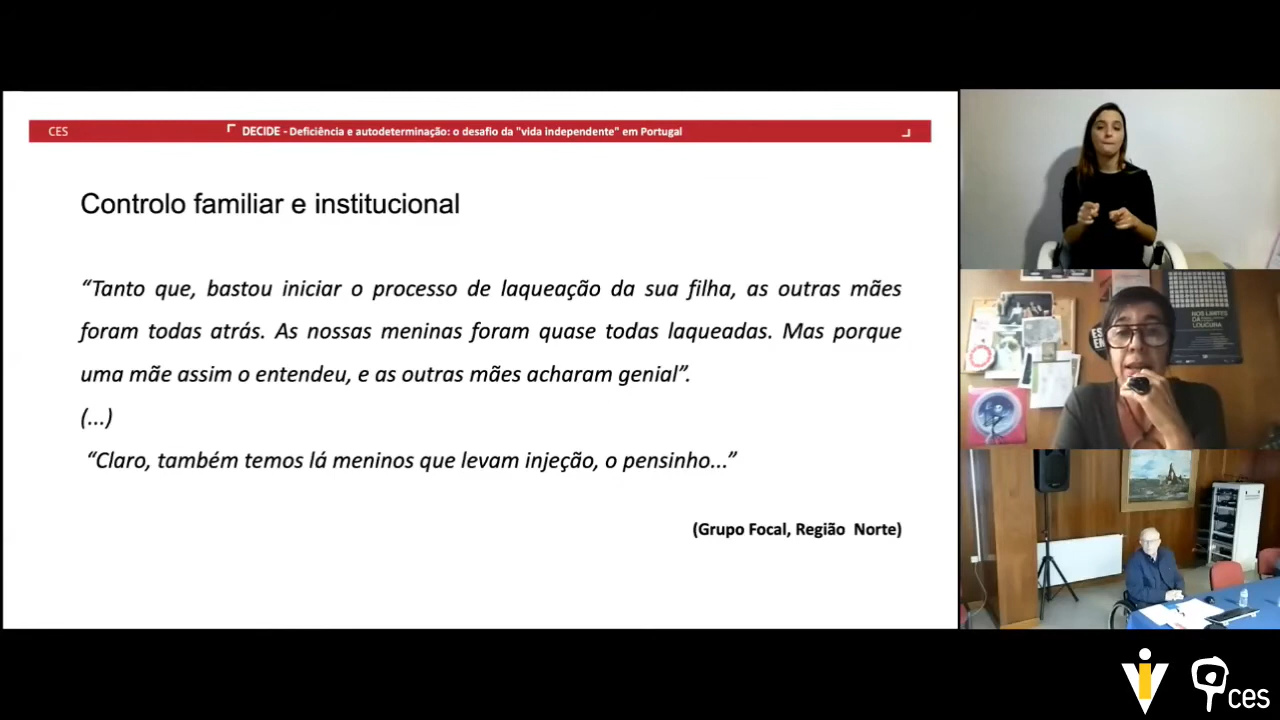 CES
DECIDE - Deficiência e autodeterminação: o desafio da "vida independente" em Portugal
Controlo familiar e institucional
“Tanto que, bastou iniciar o processo de laqueação da sua filha, as outras mães
foram todas atrás. As nossas meninas foram quase todas laqueadas. Mas porque
uma mãe assim o entendeu, e as outras mães acharam genial”.
(...)
“Claro, também temos lá meninos que levam injeção, o pensinho...”
(Grupo Focal, Região Norte)
NOS LIMITES
DA
LOUCURA
iV
ces